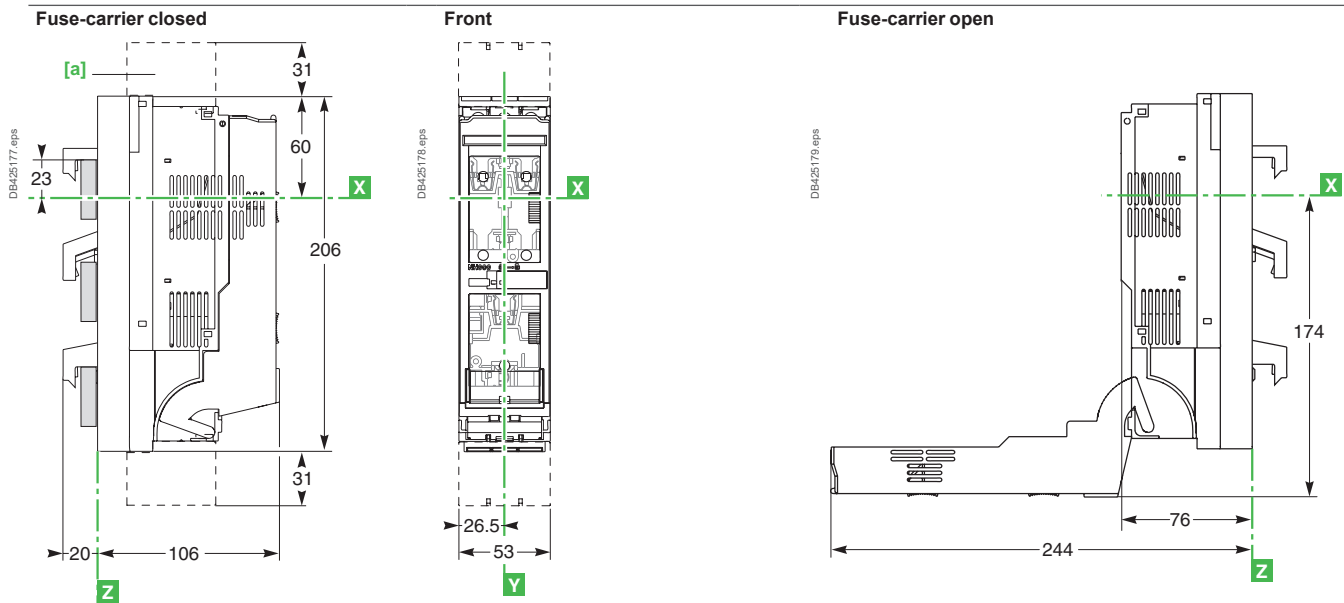 Fuse-carrier closed
Front
Fuse-carrier open
[a]
31
60
23
X
206
31
20
106
Z
DB425177.eps
DB425178.eps
X
26.5
53
Y
DB425179.eps
X
174
76
244
Z